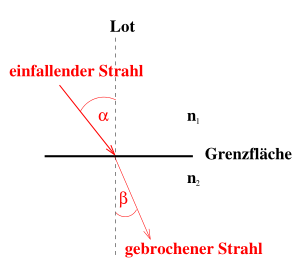 Lot
einfallender Strahl
α
n₁
Grenzfläche
n₂
β
gebrochener Strahl